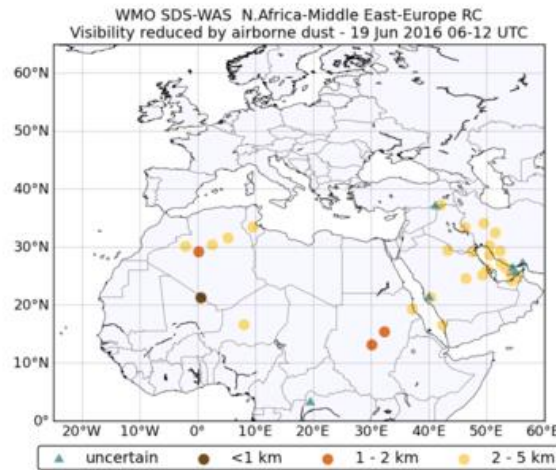 WMO SDS-WAS N.Africa-Middle East-Europe RC
Visibility reduced by airborne dust - 19 Jun 2016 06-12 UTC
60°N
50°N
40°N
30°N
20°N
10°N
0°
20°W 10°W 0° 10°E 20°E 30°E 40°E 50°E 60°E
uncertain <1 km 1 - 2 km 2 - 5 km